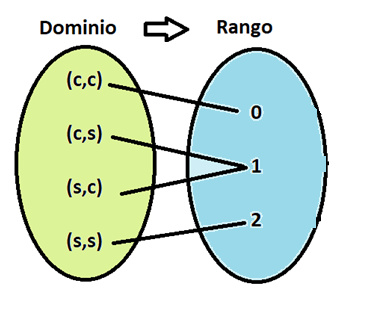 Dominio Rango
(c,c)
0
(c,s)
1
(s,c)
2
(s,s)